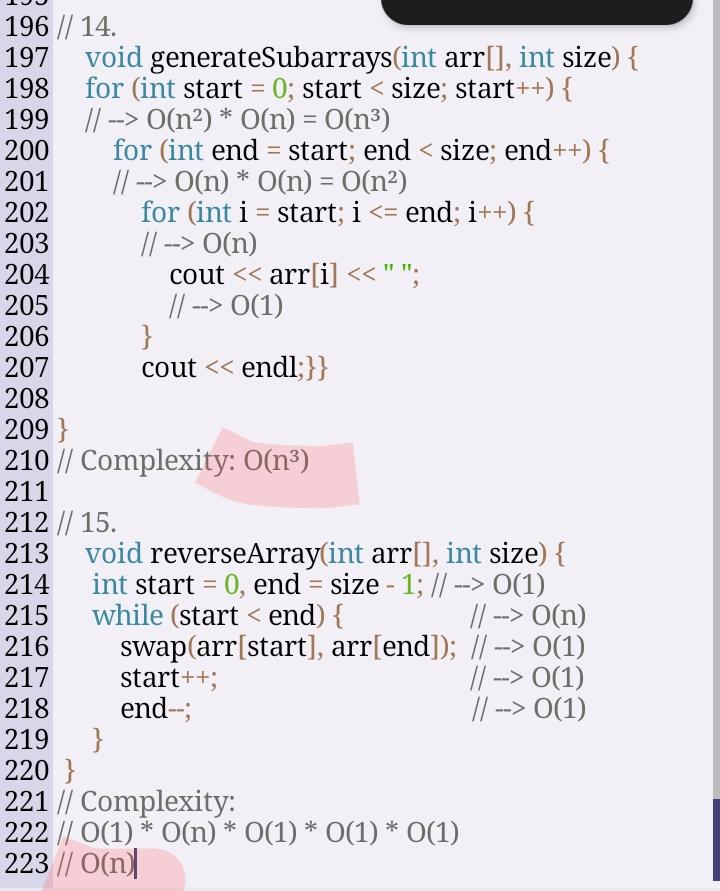 196 // 14.
197 void generateSubarrays(int arr[], int size) {
198 for (int start = 0; start < size; start++) {
199 // --> O(n²) * O(n) = O(n³)
200 for (int end = start; end < size; end++) {
201 // --> O(n) * O(n) = O(n²)
202 for (int i = start; i <= end; i++) {
203 // --> O(n)
204 cout << arr[i] << " ";
205 // --> O(1)
206 }
207 cout << endl;}}
208
209 }
210 // Complexity: O(n³)
211
212 // 15.
213 void reverseArray(int arr[], int size) {
214 int start = 0, end = size - 1; // --> O(1)
215 while (start < end) { // --> O(n)
216 swap(arr[start], arr[end]); // --> O(1)
217 start++; // --> O(1)
218 end--; // --> O(1)
219 }
220 }
221 // Complexity:
222 // O(1) * O(n) * O(1) * O(1) * O(1)
223 // O(n)